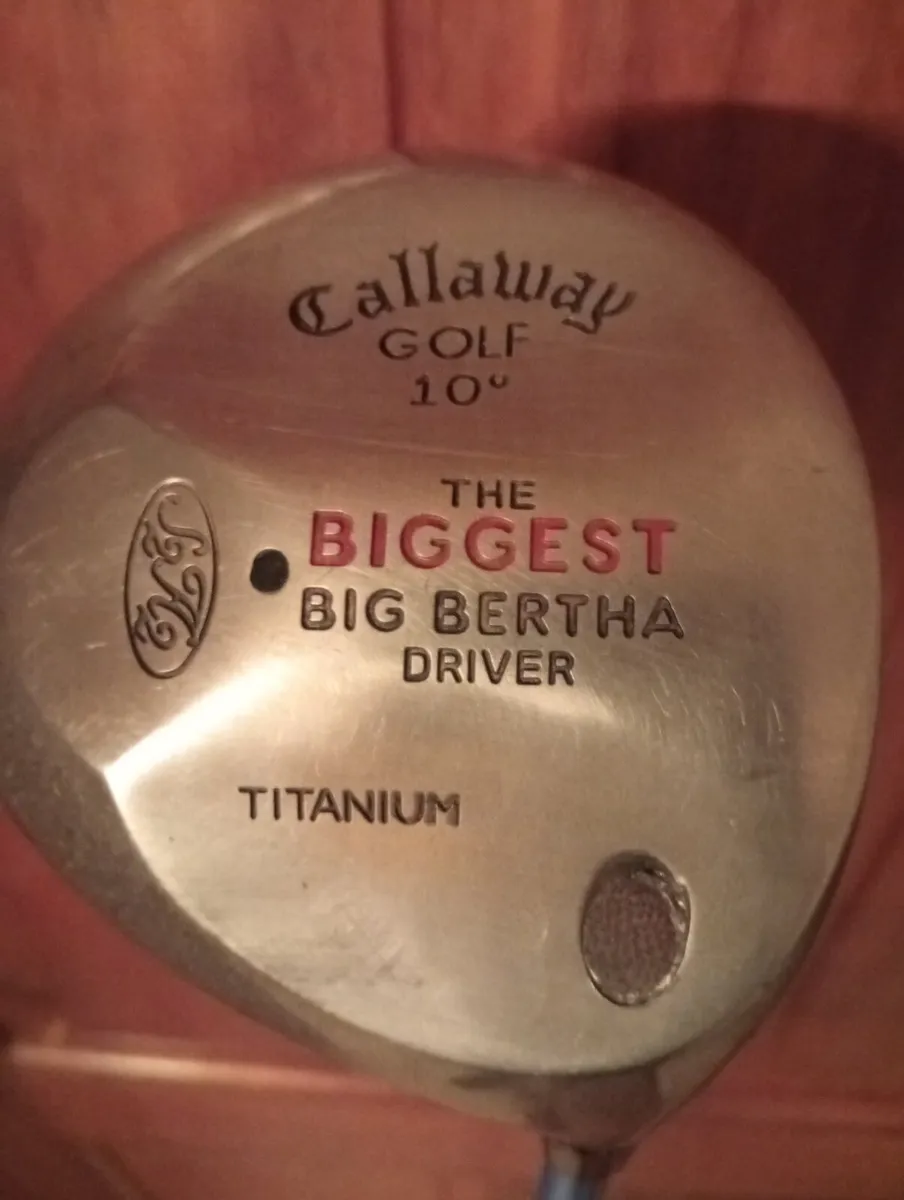 Callaway
GOLF
10°
THE
BIGGEST
BIG BERTHA
DRIVER
TITANIUM